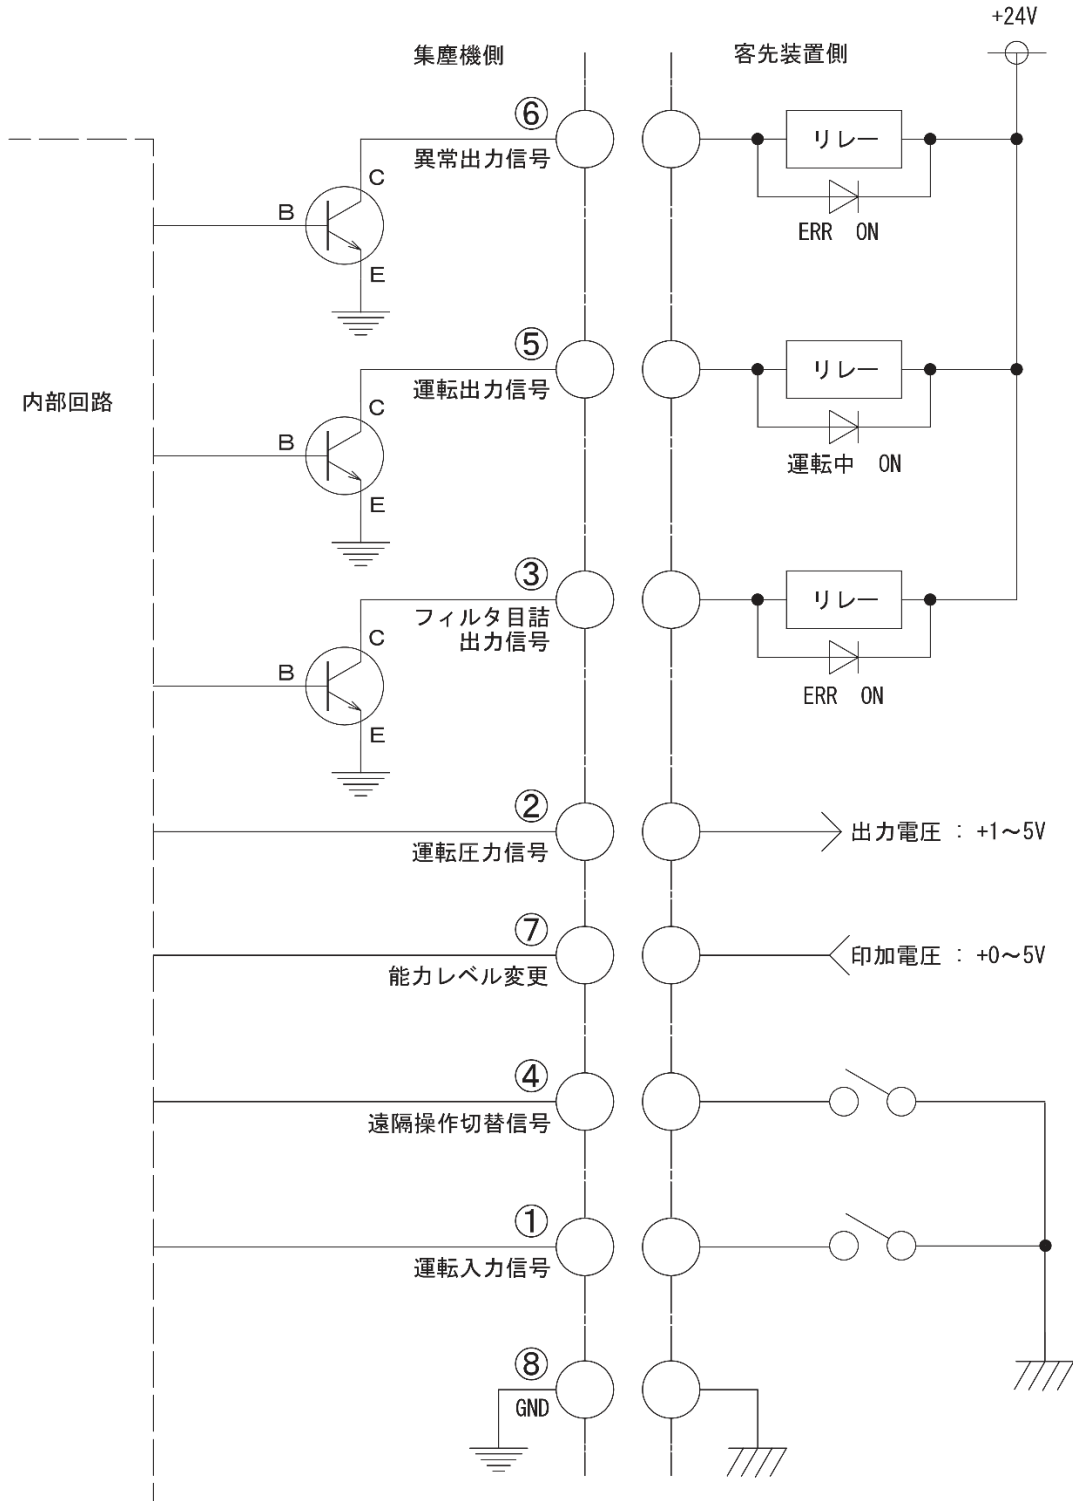 +24V
集塵機側
客先装置側
⑥
異常出力信号
リレー
ERR ON
C
B
E
内部回路
⑤
運転出力信号
リレー
運転中 ON
C
B
E
③
フィルタ目詰
出力信号
リレー
ERR ON
C
B
E
②
運転圧力信号
出力電圧 : +1~5V
⑦
能力レベル変更
印加電圧 : +0~5V
④
遠隔操作切替信号
①
運転入力信号
⑧
GND